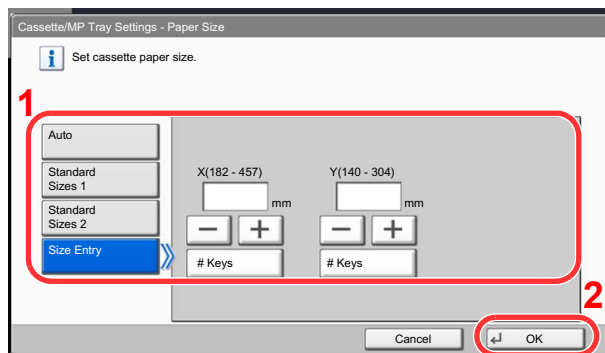 Cassette/MP Tray Settings - Paper Size
i Set cassette paper size.
1
Auto
Standard
Sizes 1
Standard
Sizes 2
Size Entry
X(182 - 457)
mm
− +
# Keys
Y(140 - 304)
mm
− +
# Keys
2
Cancel
OK